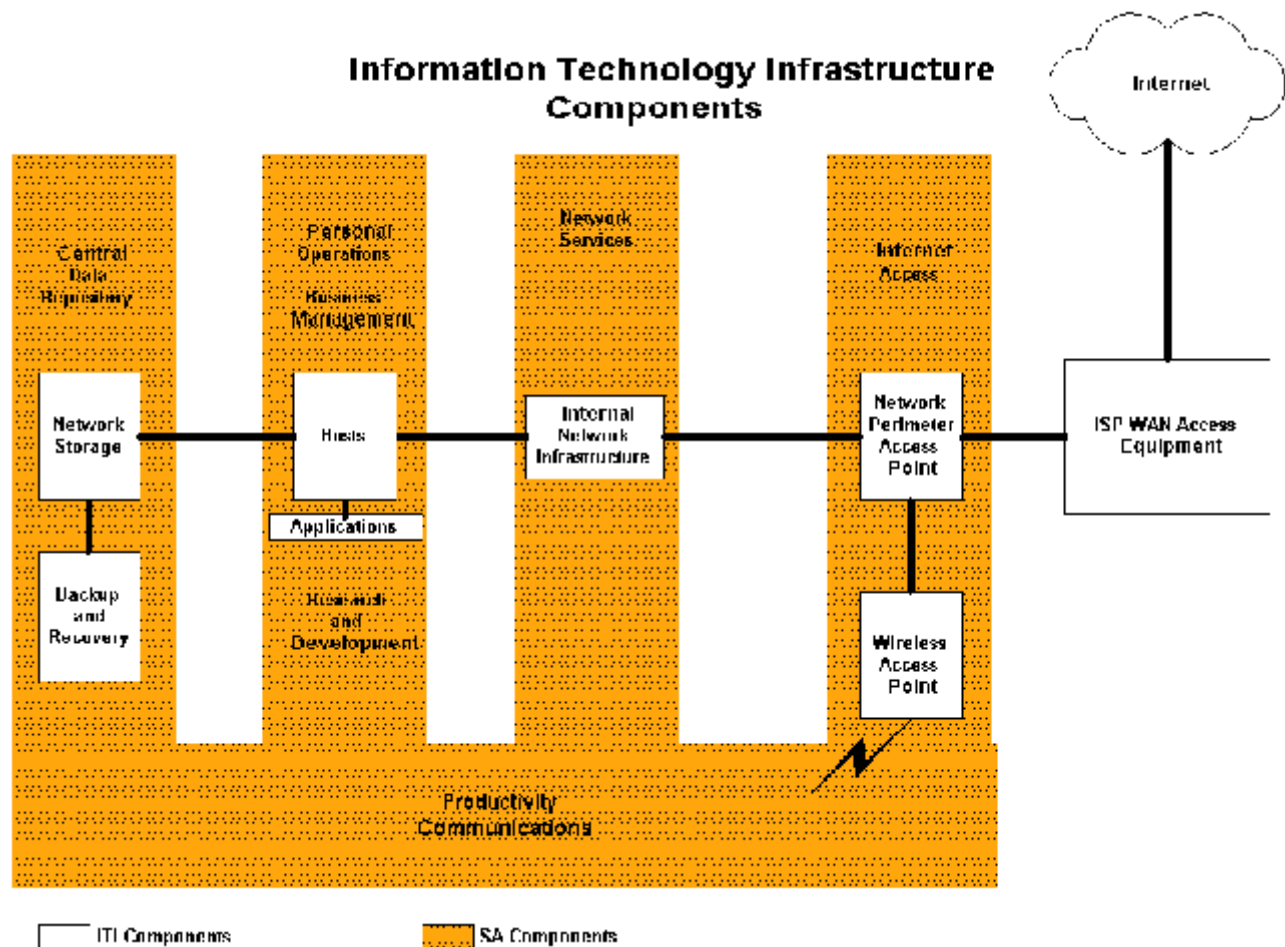 Information Technology Infrastructure
Components
Internet
Central
Data
Repository
Personal
Operations
Business
Management
Network
Services
Internet
Access
Network
Storage
Hosts
Internal
Network
Infrastructure
Network
Perimeter
Access
Point
ISP WAN Access
Equipment
Applications
Backup
and
Recovery
Research
and
Development
Wireless
Access
Point
Productivity
Communications
ITI Components
SA Components